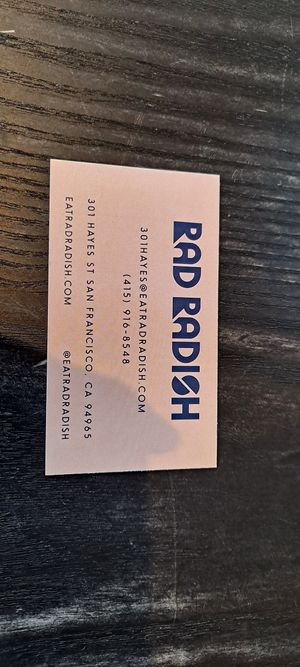 RAD RADISH
301HAYES@EATRADRADISH.COM
(415) 916-8548
301 HAYES ST SAN FRANCISCO, CA 94965
EATRADRADISH.COM @EATRADRADISH